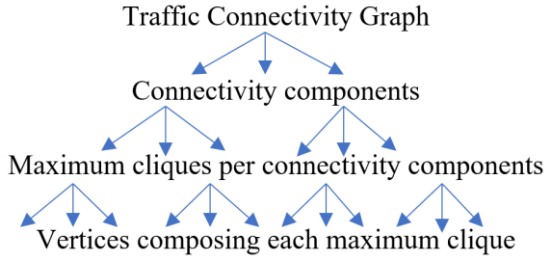 Traffic Connectivity Graph
Connectivity components
Maximum cliques per connectivity components
Vertices composing each maximum clique